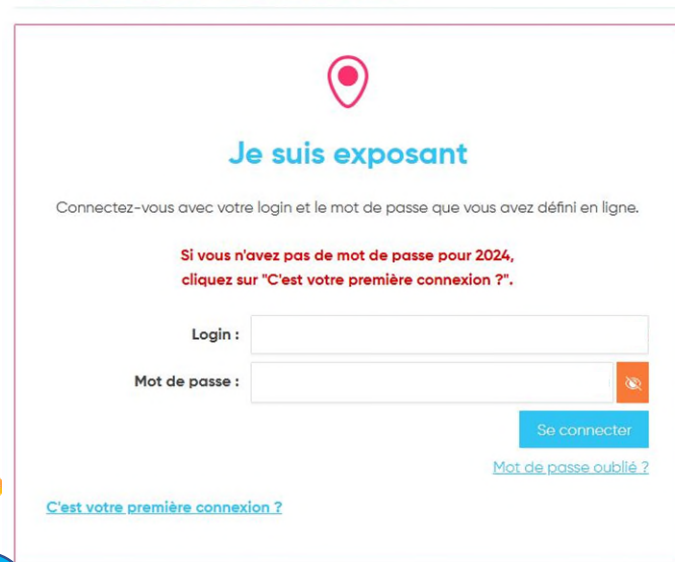 Je suis exposant
Connectez-vous avec votre login et le mot de passe que vous avez défini en ligne.
Si vous n'avez pas de mot de passe pour 2024,
cliquez sur "C'est votre première connexion ?".
Login :
Mot de passe :
Se connecter
Mot de passe oublié ?
C'est votre première connexion ?